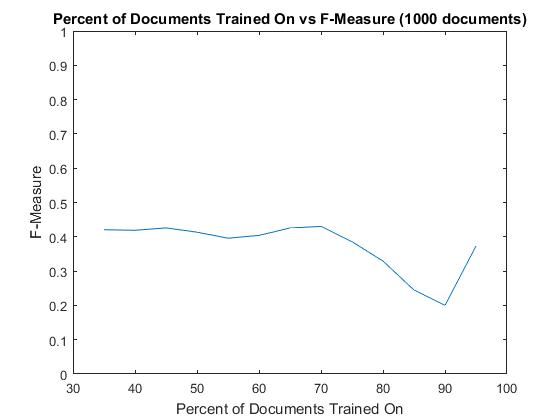 Percent of Documents Trained On vs F-Measure (1000 documents)
1
0.9
0.8
0.7
0.6
0.5
0.4
0.3
0.2
0.1
0
F-Measure
30 40 50 60 70 80 90 100
Percent of Documents Trained On